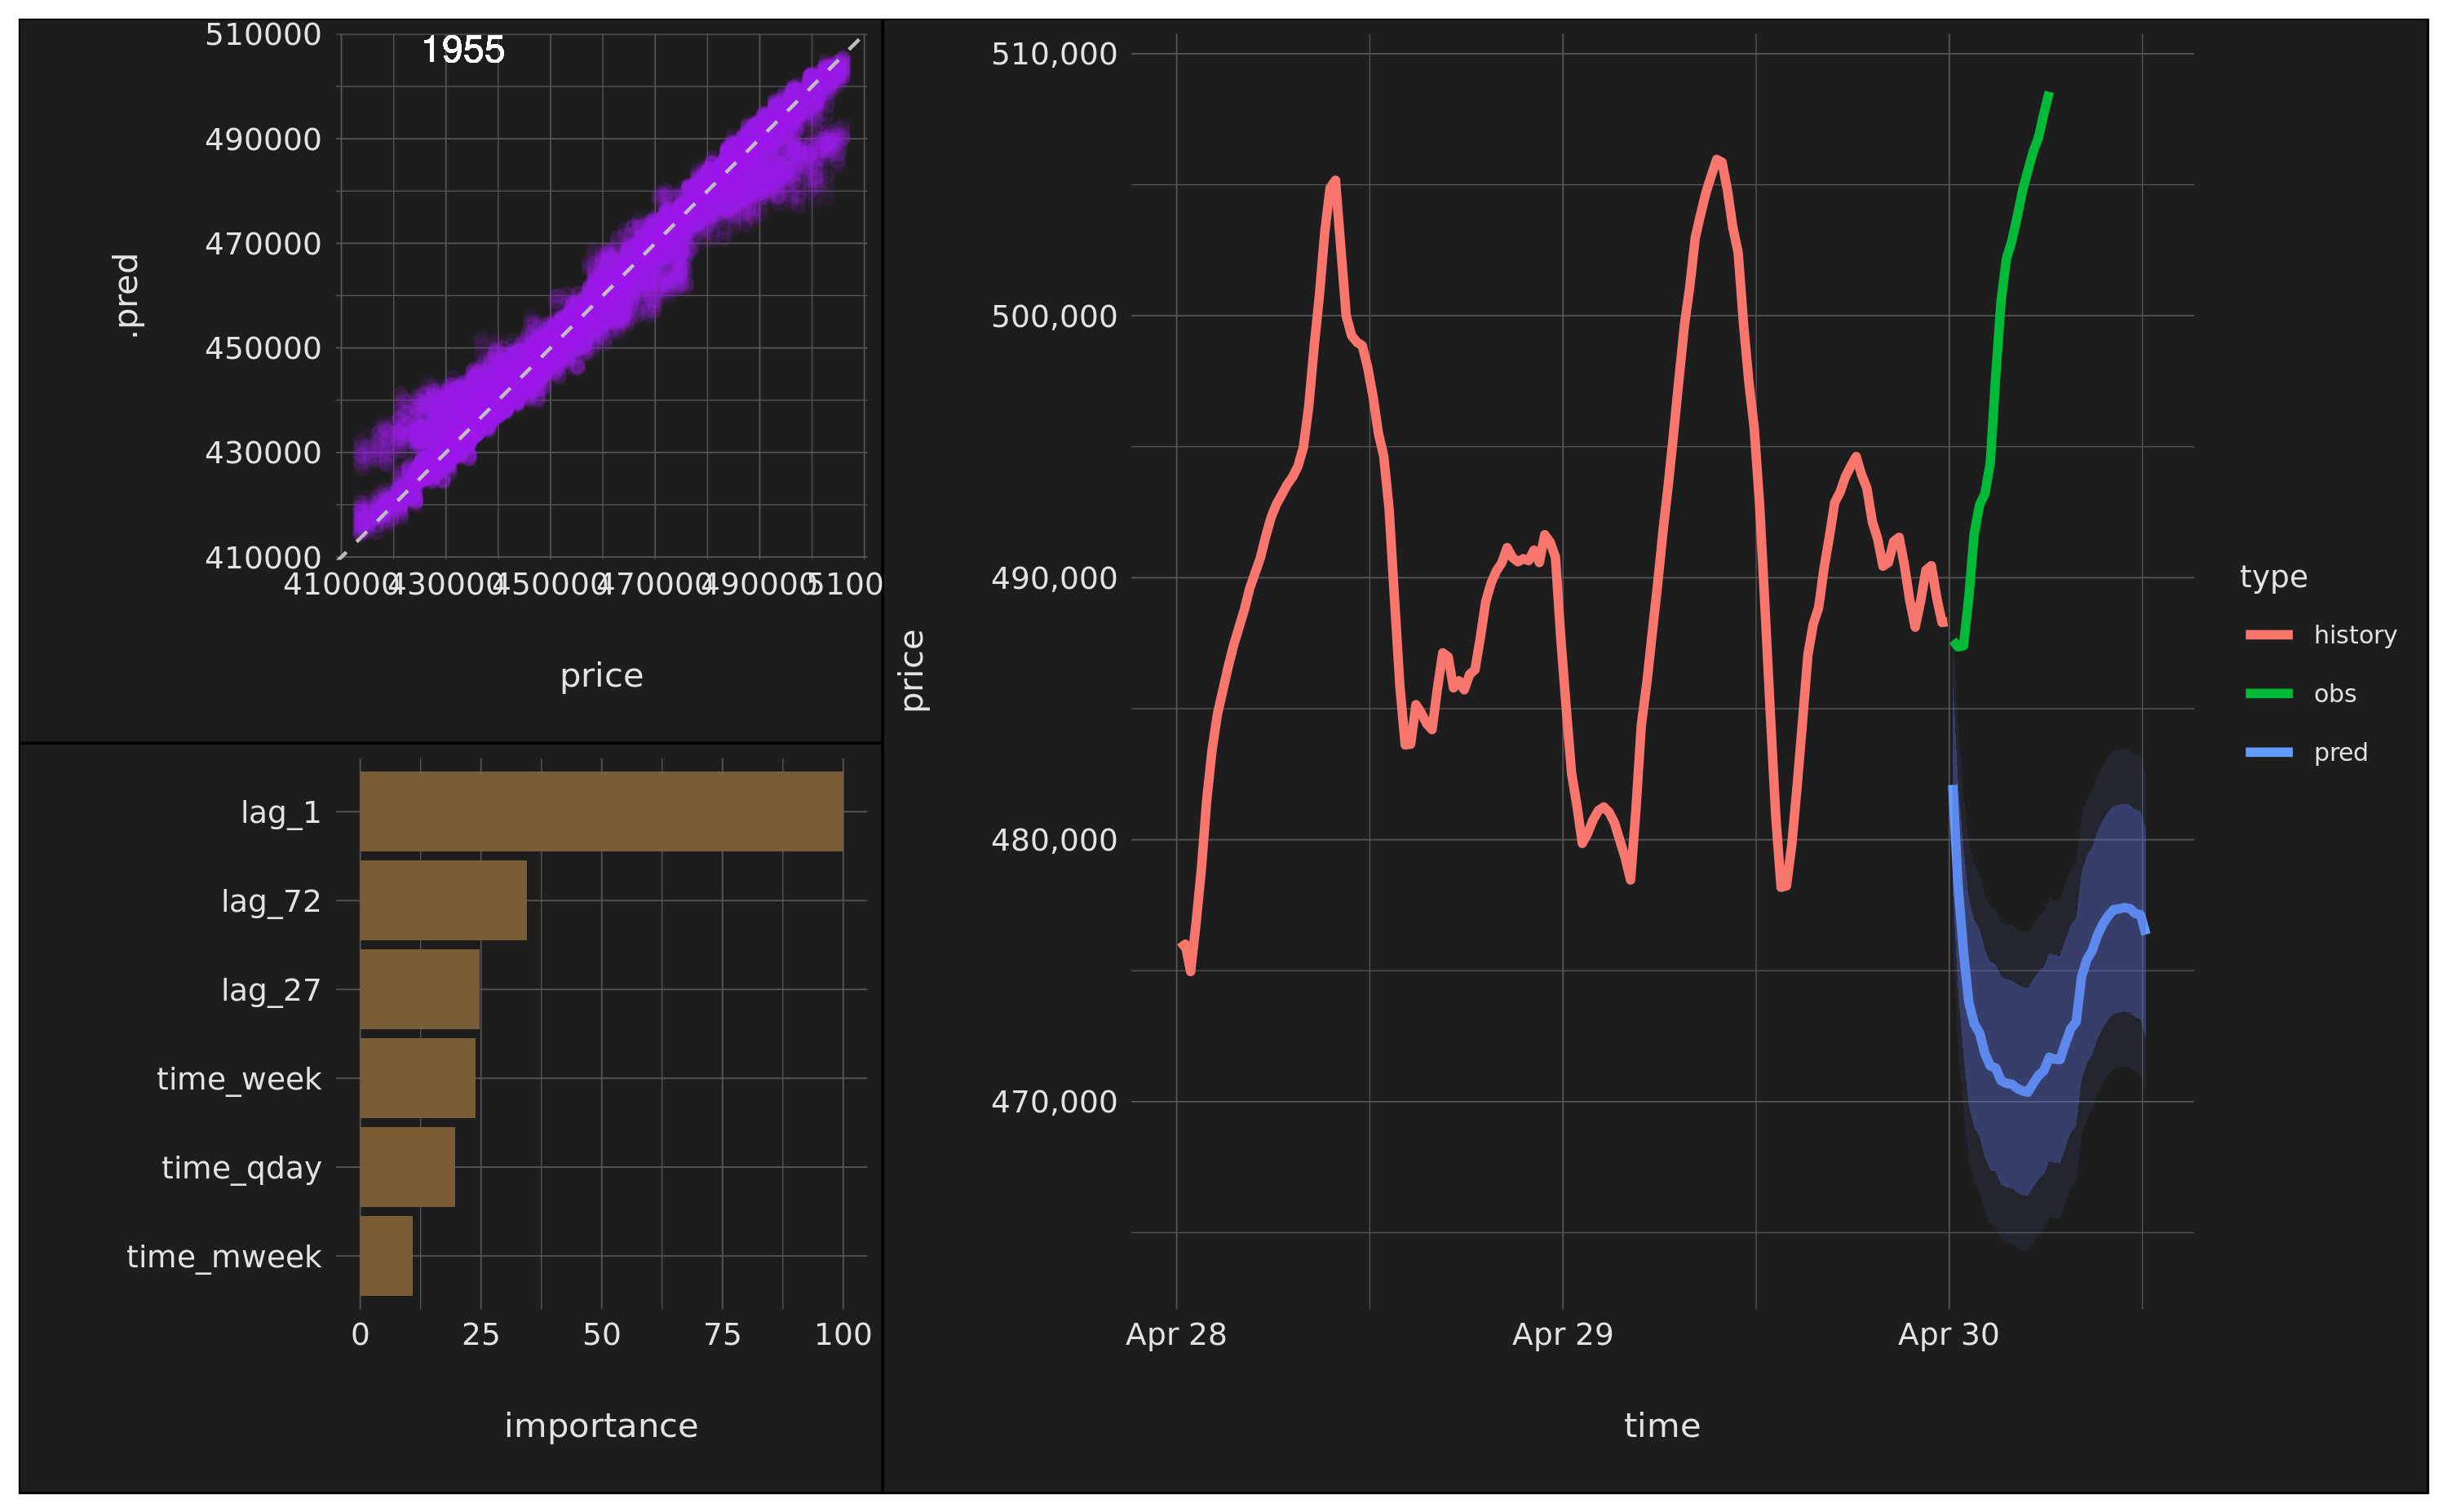 1955
510000
490000
470000
450000
430000
410000
.pred
410000 430000 450000 470000 490000 5100
price
lag_1
lag_72
lag_27
time_week
time_qday
time_mweek
0 25 50 75 100
importance
510,000
500,000
490,000
480,000
470,000
price
Apr 28 Apr 29 Apr 30
time
type
history
obs
pred